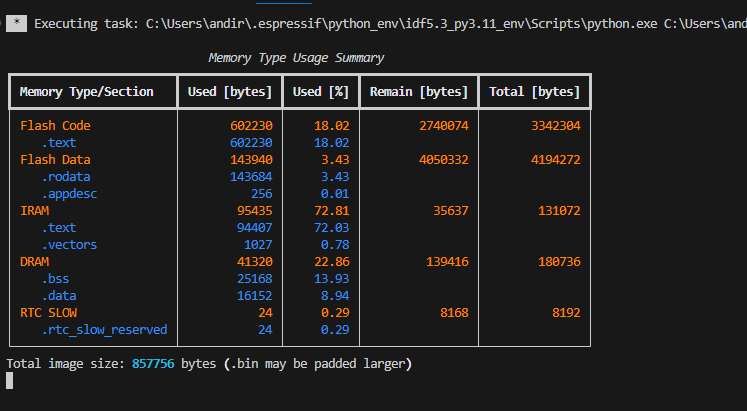 * Executing task: C:\Users\andir\.espressif\python_env\idf5.3_py3.11_env\Scripts\python.exe C:\Users\and
Memory Type Usage Summary
Memory Type/Section Used [bytes] Used [%] Remain [bytes] Total [bytes]
Flash Code 602230 18.02 2740074 3342304
.text 602230 18.02
Flash Data 143940 3.43 4050332 4194272
.rodata 143684 3.43
.appdesc 256 0.01
IRAM 95435 72.81 35637 131072
.text 94407 72.03
.vectors 1027 0.78
DRAM 41320 22.86 139416 180736
.bss 25168 13.93
.data 16152 8.94
RTC SLOW 24 0.29 8168 8192
.rtc_slow_reserved 24 0.29
Total image size: 857756 bytes (.bin may be padded larger)